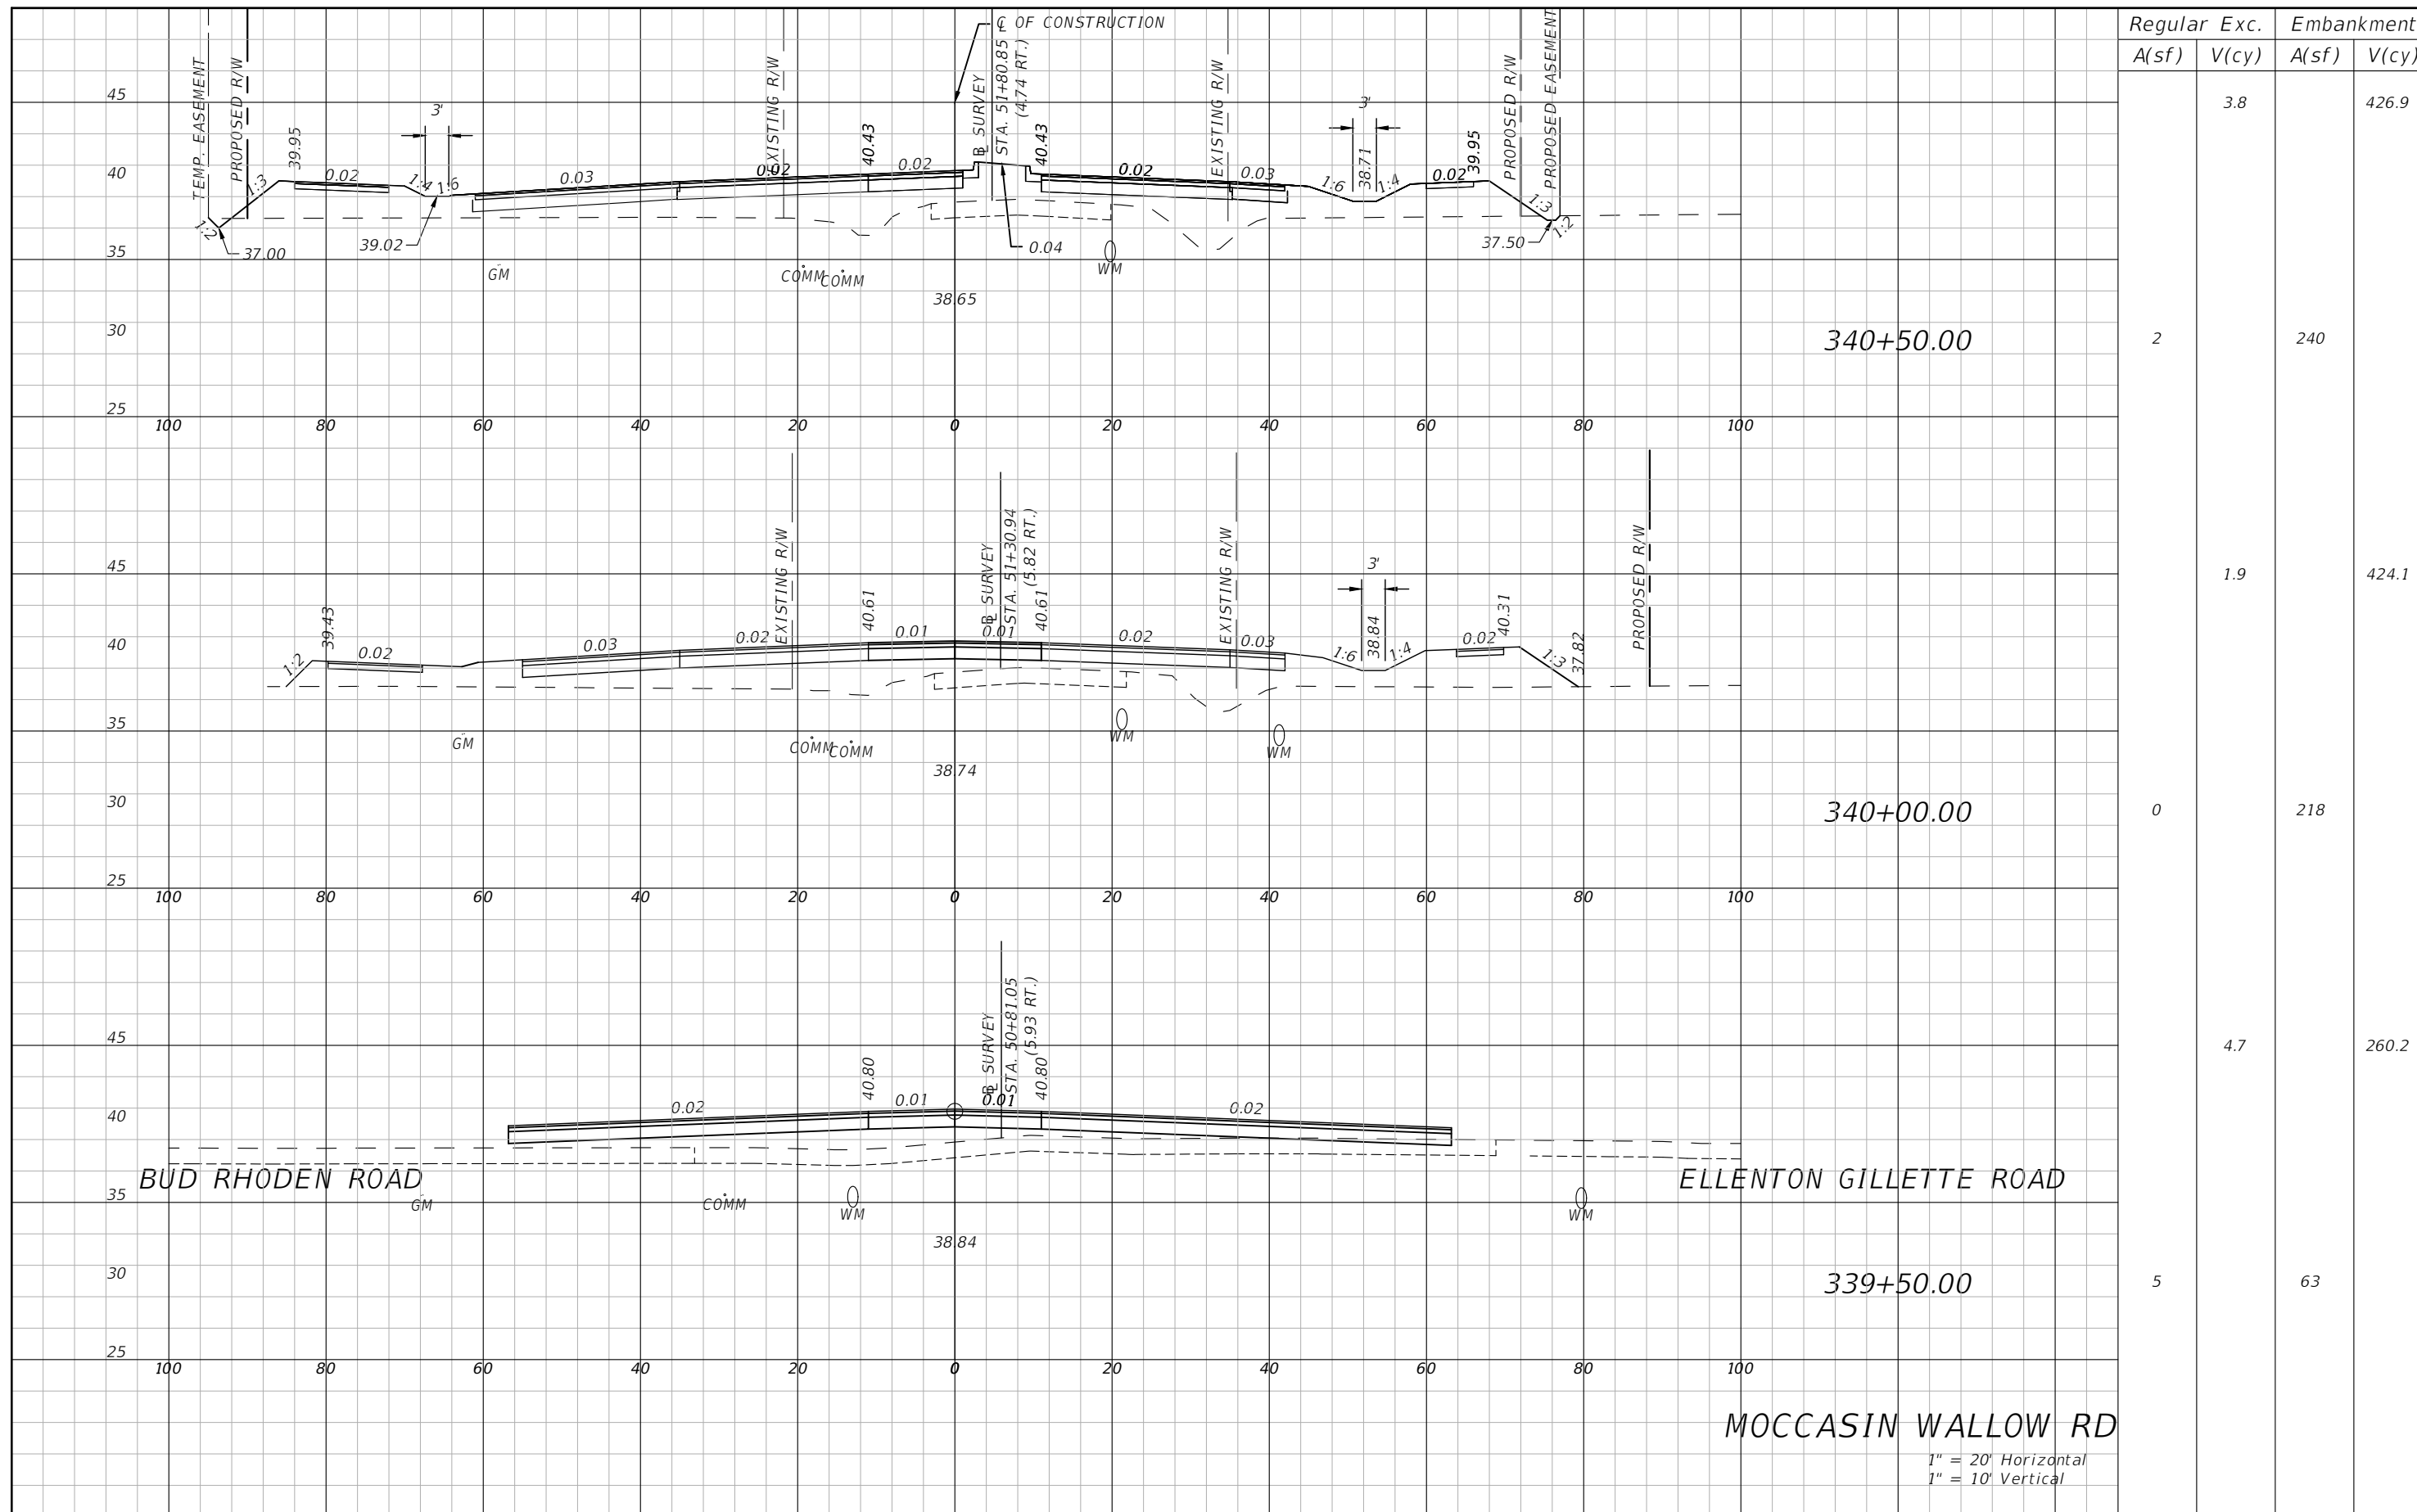 Regular Exc. Embankment
A(sf) V(cy) A(sf) V(cy)
℄ OF CONSTRUCTION
TEMP. EASEMENT
PROPOSED R/W
EXISTING R/W
BL SURVEY
STA. 51+80.85
(4.74 RT.)
EXISTING R/W
PROPOSED R/W
PROPOSED EASEMENT
45 3.8 426.9
3' 3'
39.95 40.43 40.43 38.71 39.95
40
1:3 0.02 1:4 1:6 0.03 0.02 0.02 0.02 0.03 1:6 1:4 0.02 1:3
1:2 37.00 39.02 0.04 37.50 1:2
35
GM COMM COMM WM
38.65
30 340+50.00 2 240
25
100 80 60 40 20 0 20 40 60 80 100
EXISTING R/W
BL SURVEY
STA. 51+30.94
(5.82 RT.)
EXISTING R/W
PROPOSED R/W
45 1.9 424.1
3'
39.43 40.61 40.61 38.84 40.31 37.82
40
1:2 0.02 0.03 0.02 0.01 0.01 0.02 0.03 1:6 1:4 0.02 1:3
35
GM COMM COMM WM WM
38.74
30 340+00.00 0 218
25
100 80 60 40 20 0 20 40 60 80 100
BL SURVEY
STA. 50+81.05
(5.93 RT.)
45 4.7 260.2
40.80 40.80
40
0.02 0.01 0.01 0.02
BUD RHODEN ROAD ELLENTON GILLETTE ROAD
35
GM COMM WM WM
38.84
30 339+50.00 5 63
25
100 80 60 40 20 0 20 40 60 80 100
MOCCASIN WALLOW RD
1" = 20' Horizontal
1" = 10' Vertical